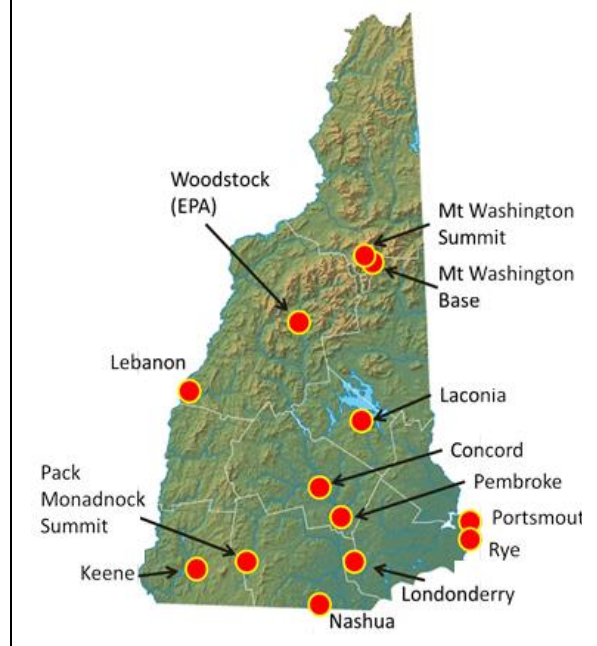 Woodstock
(EPA)
Mt Washington
Summit
Mt Washington
Base
Lebanon
Laconia
Concord
Pack
Monadnock
Summit
Pembroke
Portsmout
Rye
Keene
Londonderry
Nashua